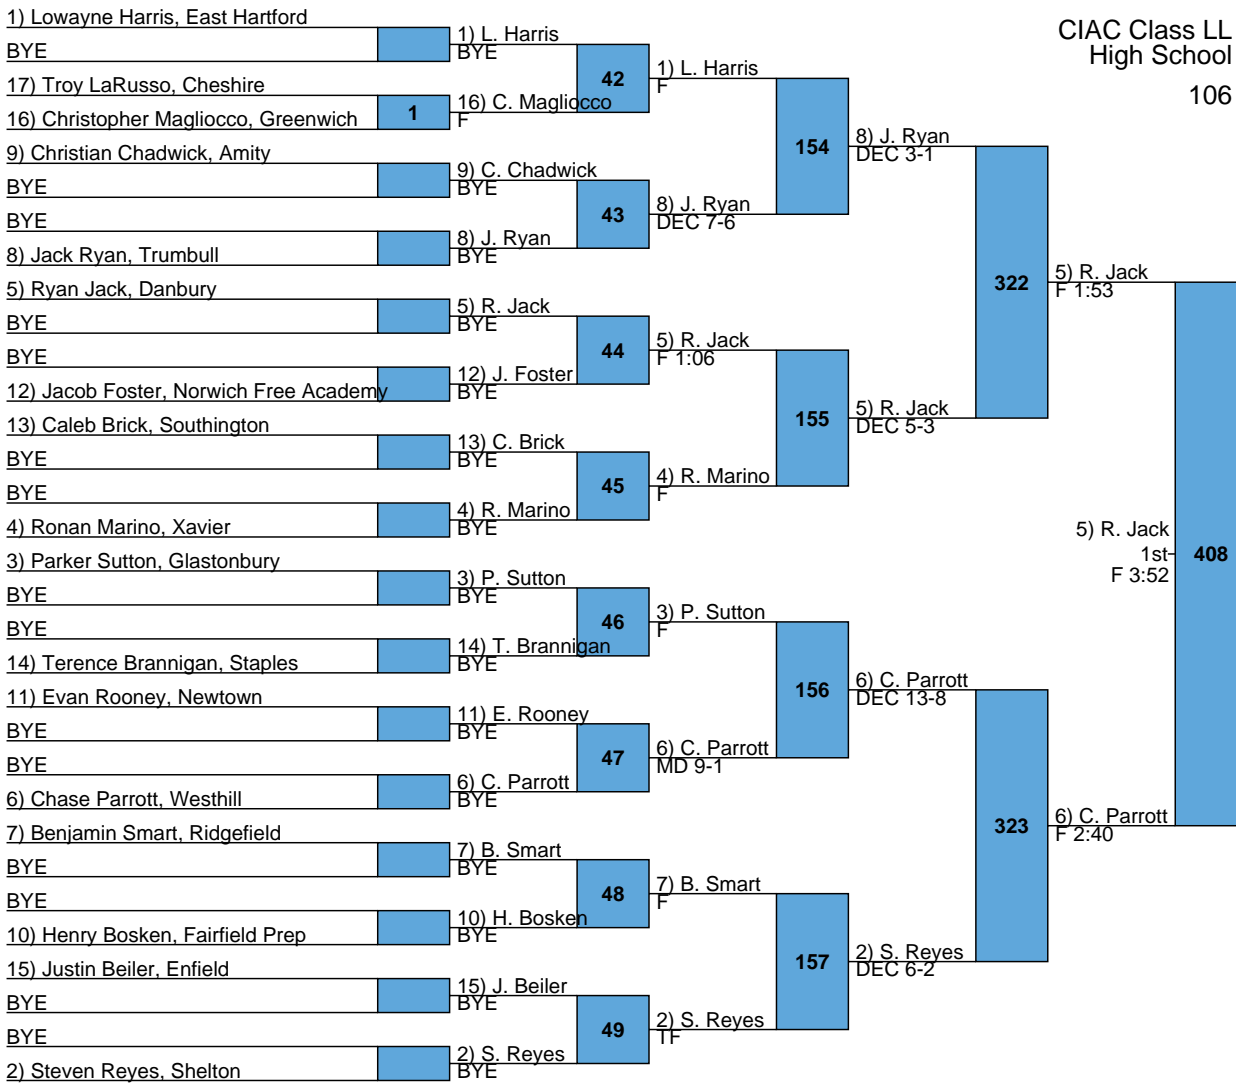 CIAC Class LL
High School
106
1) Lowayne Harris, East Hartford
BYE
17) Troy LaRusso, Cheshire
16) Christopher Magliocco, Greenwich
9) Christian Chadwick, Amity
BYE
BYE
8) Jack Ryan, Trumbull
5) Ryan Jack, Danbury
BYE
BYE
12) Jacob Foster, Norwich Free Academy
13) Caleb Brick, Southington
BYE
BYE
4) Ronan Marino, Xavier
3) Parker Sutton, Glastonbury
BYE
BYE
14) Terence Brannigan, Staples
11) Evan Rooney, Newtown
BYE
BYE
6) Chase Parrott, Westhill
7) Benjamin Smart, Ridgefield
BYE
BYE
10) Henry Bosken, Fairfield Prep
15) Justin Beiler, Enfield
BYE
BYE
2) Steven Reyes, Shelton
1
1) L. Harris
BYE
16) C. Magliocco
F
9) C. Chadwick
BYE
8) J. Ryan
BYE
5) R. Jack
BYE
12) J. Foster
BYE
13) C. Brick
BYE
4) R. Marino
BYE
3) P. Sutton
BYE
14) T. Brannigan
BYE
11) E. Rooney
BYE
6) C. Parrott
BYE
7) B. Smart
BYE
10) H. Bosken
BYE
15) J. Beiler
BYE
2) S. Reyes
BYE
42
43
44
45
46
47
48
49
1) L. Harris
F
8) J. Ryan
DEC 7-6
5) R. Jack
F 1:06
4) R. Marino
F
3) P. Sutton
F
6) C. Parrott
MD 9-1
7) B. Smart
F
2) S. Reyes
TF
154
155
156
157
8) J. Ryan
DEC 3-1
5) R. Jack
DEC 5-3
6) C. Parrott
DEC 13-8
2) S. Reyes
DEC 6-2
322
323
5) R. Jack
F 1:53
6) C. Parrott
F 2:40
408
5) R. Jack
1st
F 3:52